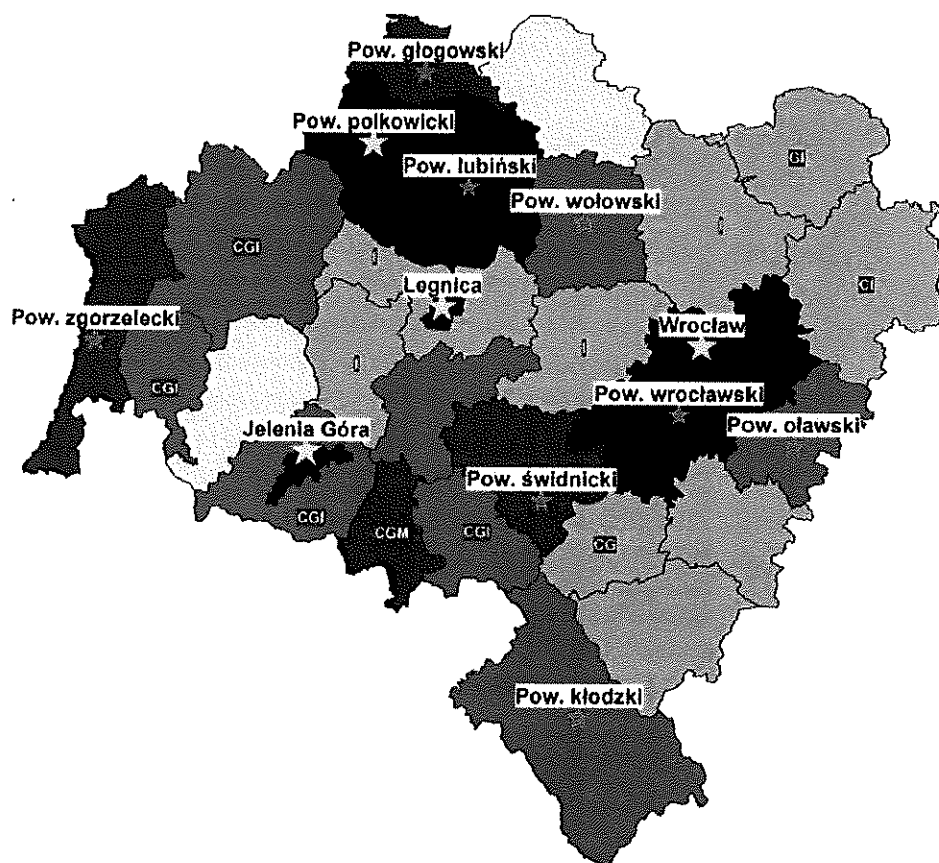 Pow. głogowski
Pow. polkowicki
GI
Pow. lubiński
Pow. wołowski
CGI
I
I
Legnica
CI
Pow. zgorzelecki
Wrocław
I
I
CGI
Pow. wrocławski
Jelenia Góra
Pow. oławski
Pow. świdnicki
CGI
CGM
CGI
CG
Pow. kłodzki